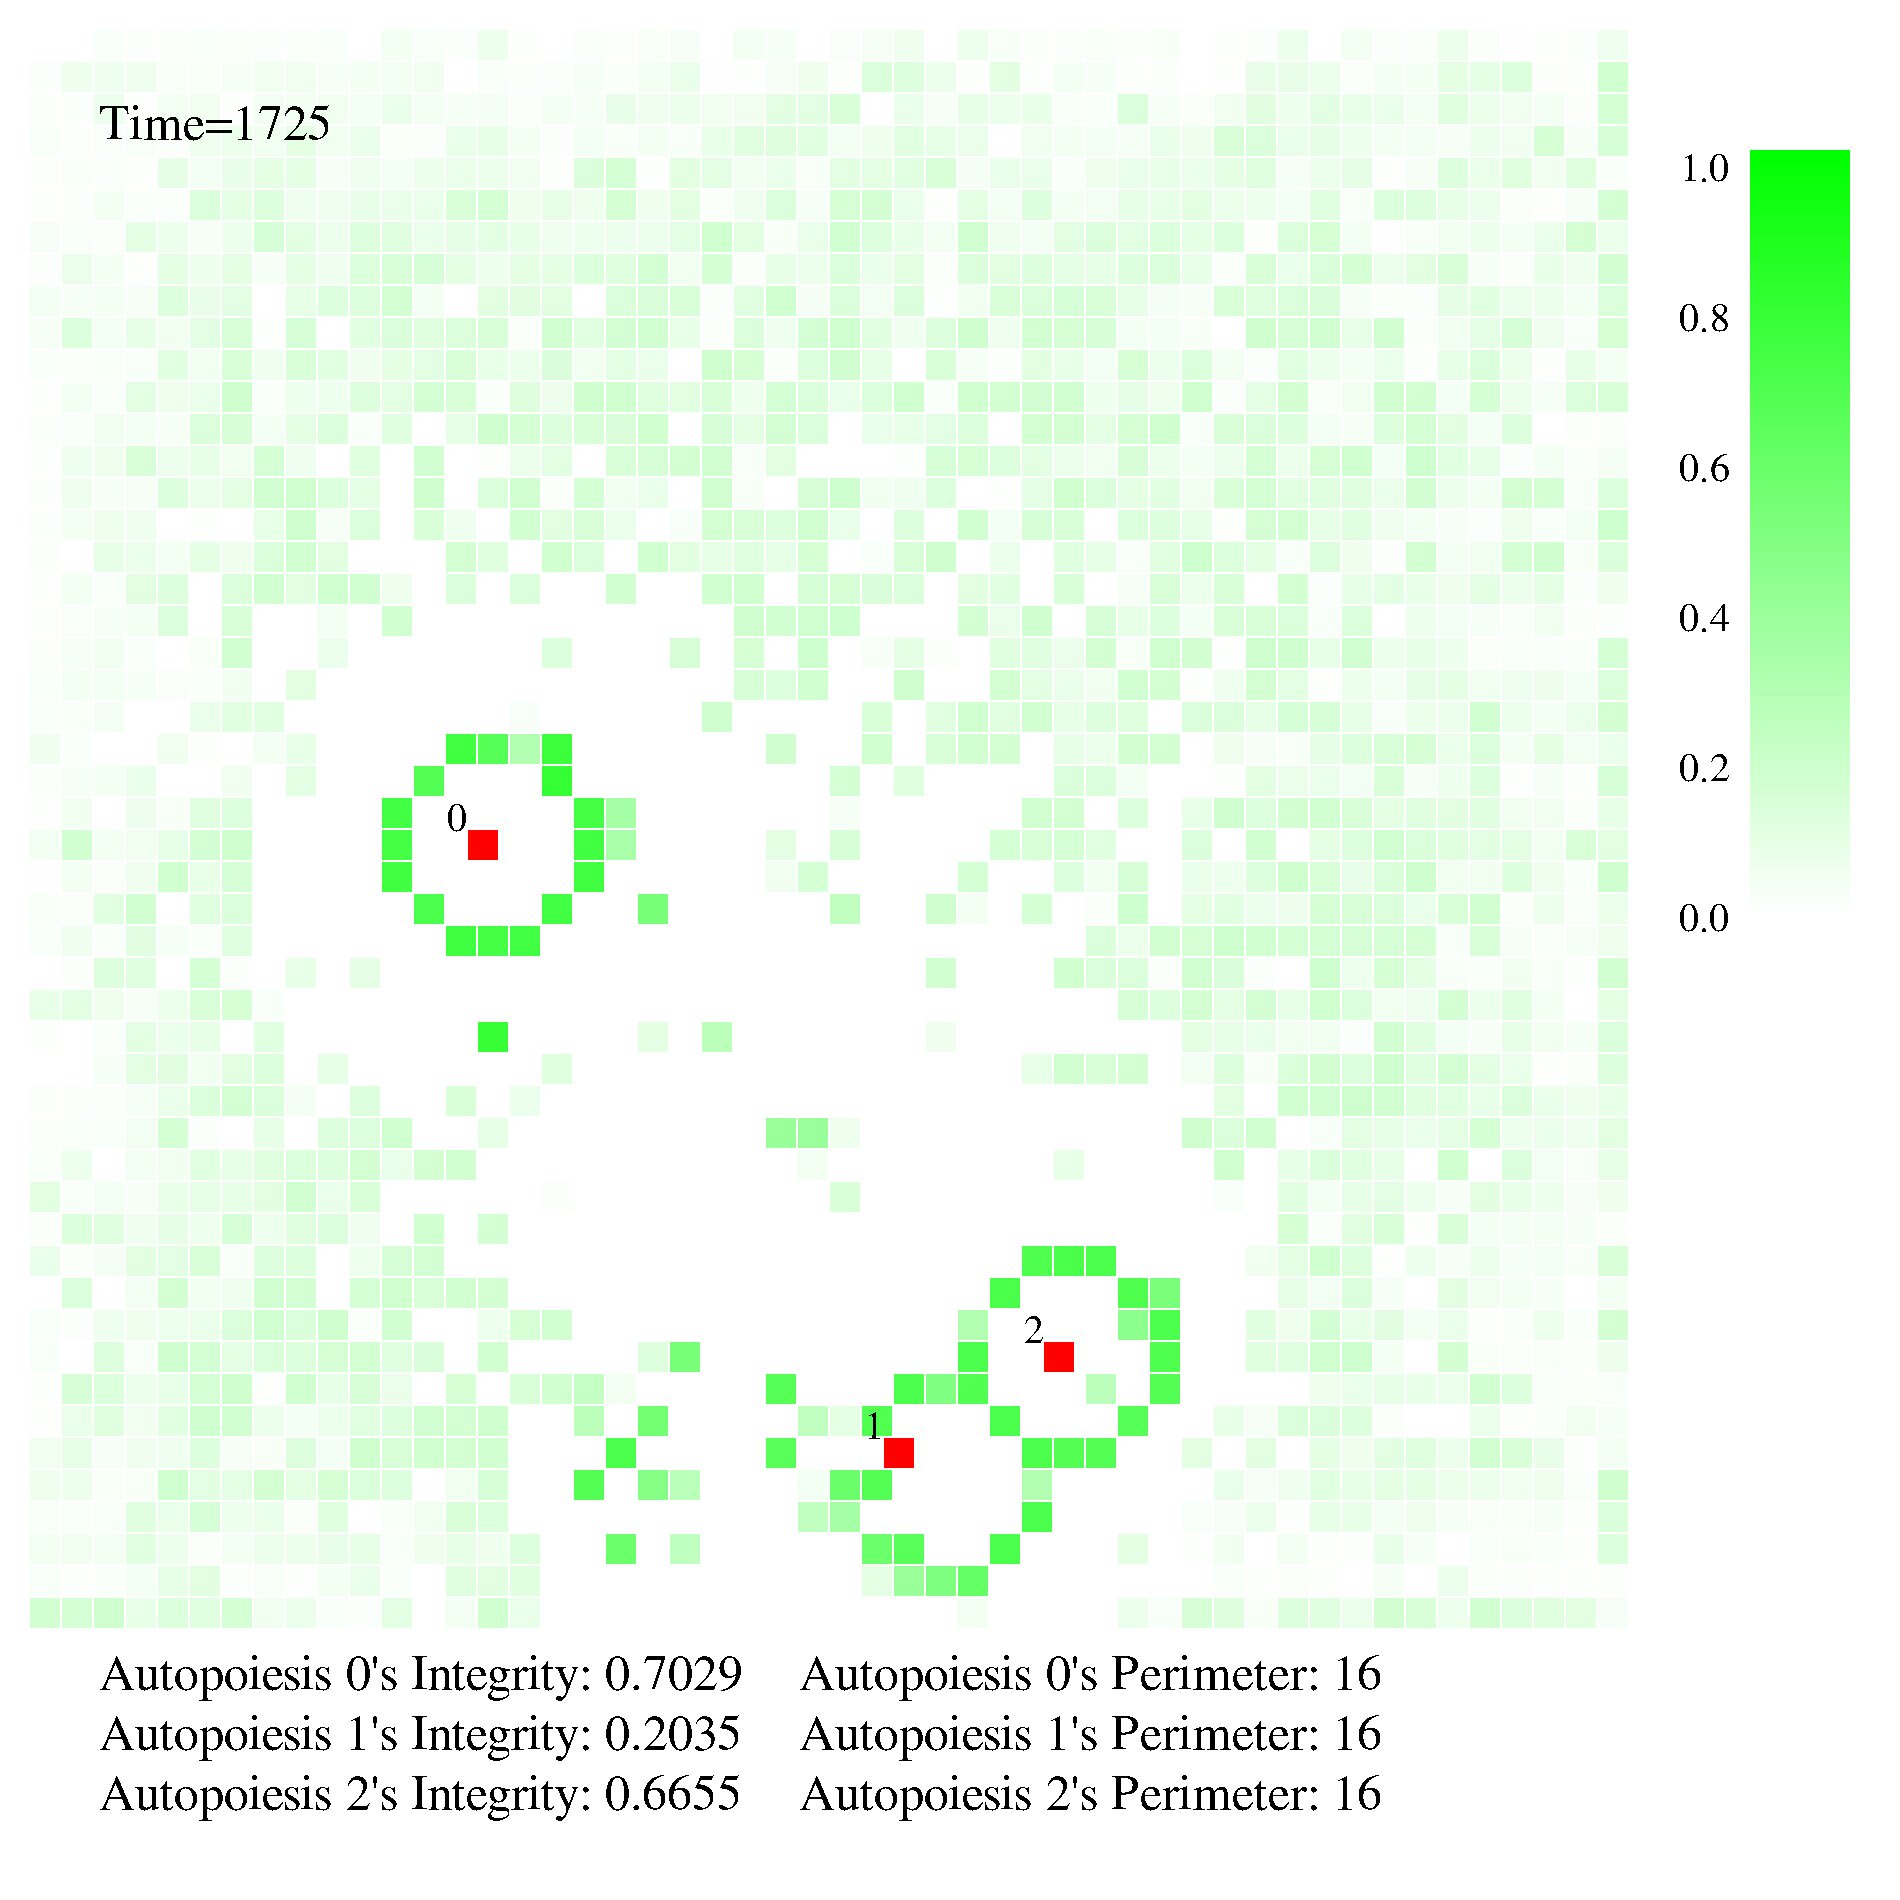 Time=1725
1.0
0.8
0.6
0.4
0.2
0.0
0
2
1
Autopoiesis 0's Integrity: 0.7029 Autopoiesis 0's Perimeter: 16
Autopoiesis 1's Integrity: 0.2035 Autopoiesis 1's Perimeter: 16
Autopoiesis 2's Integrity: 0.6655 Autopoiesis 2's Perimeter: 16